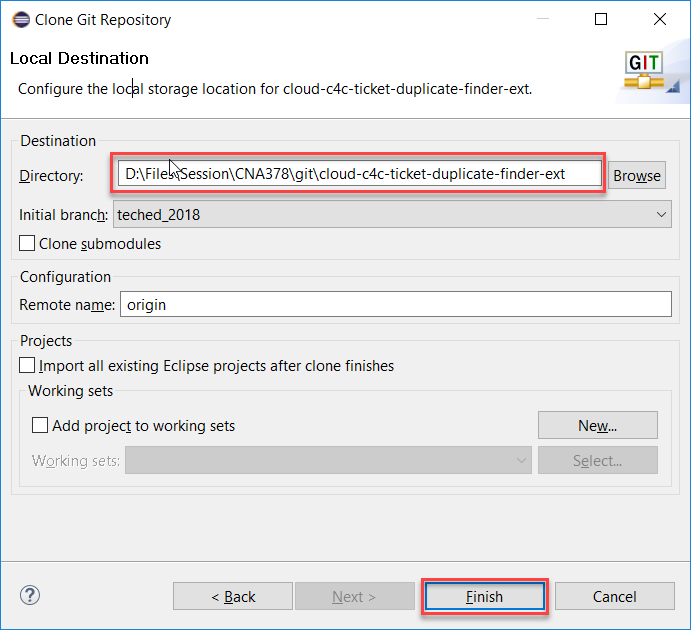 Clone Git Repository
Local Destination
Configure the local storage location for cloud-c4c-ticket-duplicate-finder-ext.
GIT
Destination
Directory: D:\Files\Session\CNA378\git\cloud-c4c-ticket-duplicate-finder-ext Browse
Initial branch: teched_2018
Clone submodules
Configuration
Remote name: origin
Projects
Import all existing Eclipse projects after clone finishes
Working sets
Add project to working sets New...
Working sets: Select...
? < Back Next > Finish Cancel